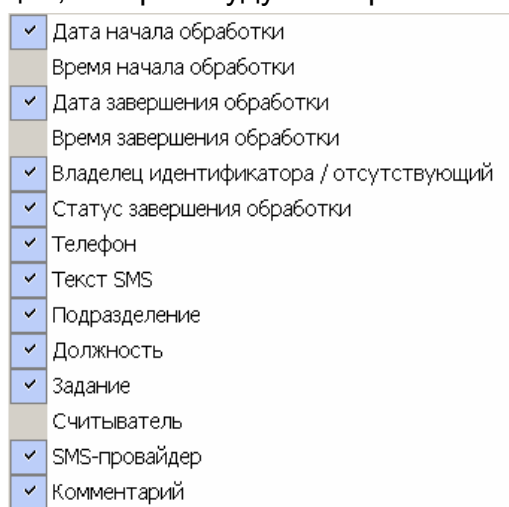 Дата начала обработки
Время начала обработки
Дата завершения обработки
Время завершения обработки
Владелец идентификатора / отсутствующий
Статус завершения обработки
Телефон
Текст SMS
Подразделение
Должность
Задание
Считыватель
SMS-провайдер
Комментарий